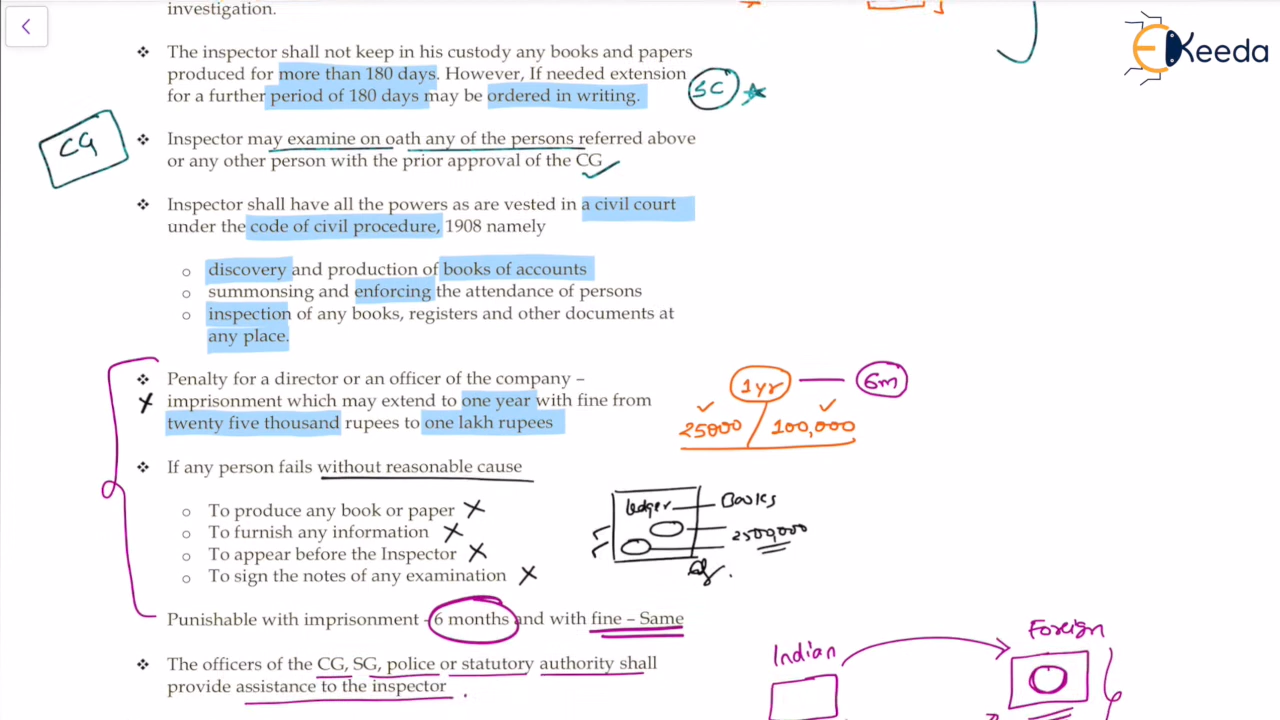 investigation.
Keeda
❖ The inspector shall not keep in his custody any books and papers
produced for more than 180 days. However, If needed extension
for a further period of 180 days may be ordered in writing.
SC
CG
❖ Inspector may examine on oath any of the persons referred above
or any other person with the prior approval of the CG
❖ Inspector shall have all the powers as are vested in a civil court
under the code of civil procedure, 1908 namely
o discovery and production of books of accounts
o summonsing and enforcing the attendance of persons
o inspection of any books, registers and other documents at
any place.
❖ Penalty for a director or an officer of the company –
imprisonment which may extend to one year with fine from
twenty five thousand rupees to one lakh rupees
1yr — 6m
25000 / 100,000
❖ If any person fails without reasonable cause
o To produce any book or paper
o To furnish any information
o To appear before the Inspector
o To sign the notes of any examination
ledger Books
Punishable with imprisonment - 6 months and with fine – Same
❖ The officers of the CG, SG, police or statutory authority shall
provide assistance to the inspector
Indian
Foreign